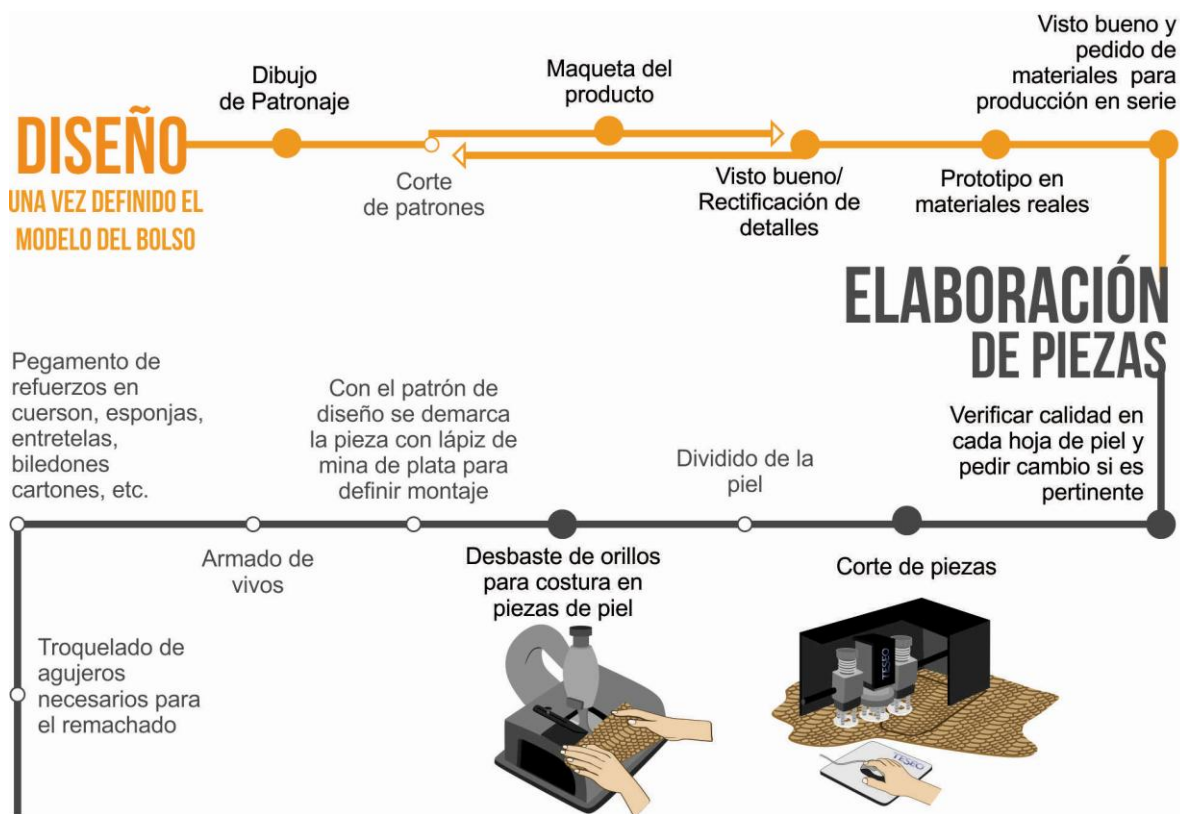 DISEÑO
UNA VEZ DEFINIDO EL
MODELO DEL BOLSO
Dibujo
de Patronaje
Corte
de patrones
Maqueta del
producto
Visto bueno/
Rectificación de
detalles
Prototipo en
materiales reales
Visto bueno y
pedido de
materiales para
producción en serie
ELABORACIÓN
DE PIEZAS
Verificar calidad en
cada hoja de piel y
pedir cambio si es
pertinente
Corte de piezas
TESEO
TESEO
Dividido de la
piel
Desbaste de orillos
para costura en
piezas de piel
Con el patrón de
diseño se demarca
la pieza con lápiz de
mina de plata para
definir montaje
Armado de
vivos
Pegamento de
refuerzos en
cuerson, esponjas,
entretelas,
biledones
cartones, etc.
Troquelado de
agujeros
necesarios para
el remachado